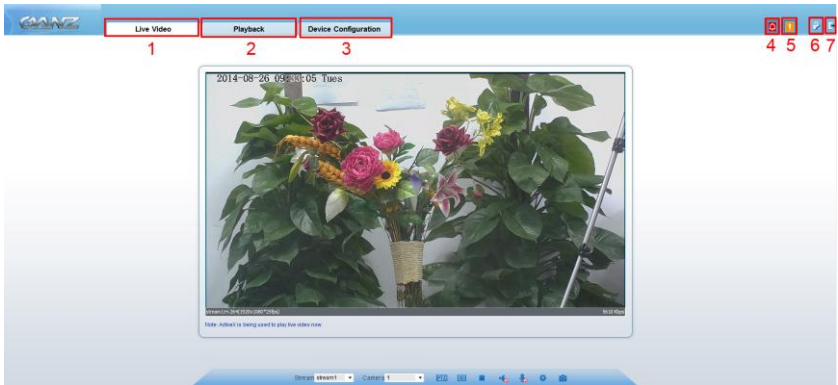 Live Video
Playback
Device Configuration
1
2
3
4
5
6
7
2014-08-26 09:33:05 Tues
Note: ActiveX is being used to play live video now
Stream stream1
Camera 1
PTZ